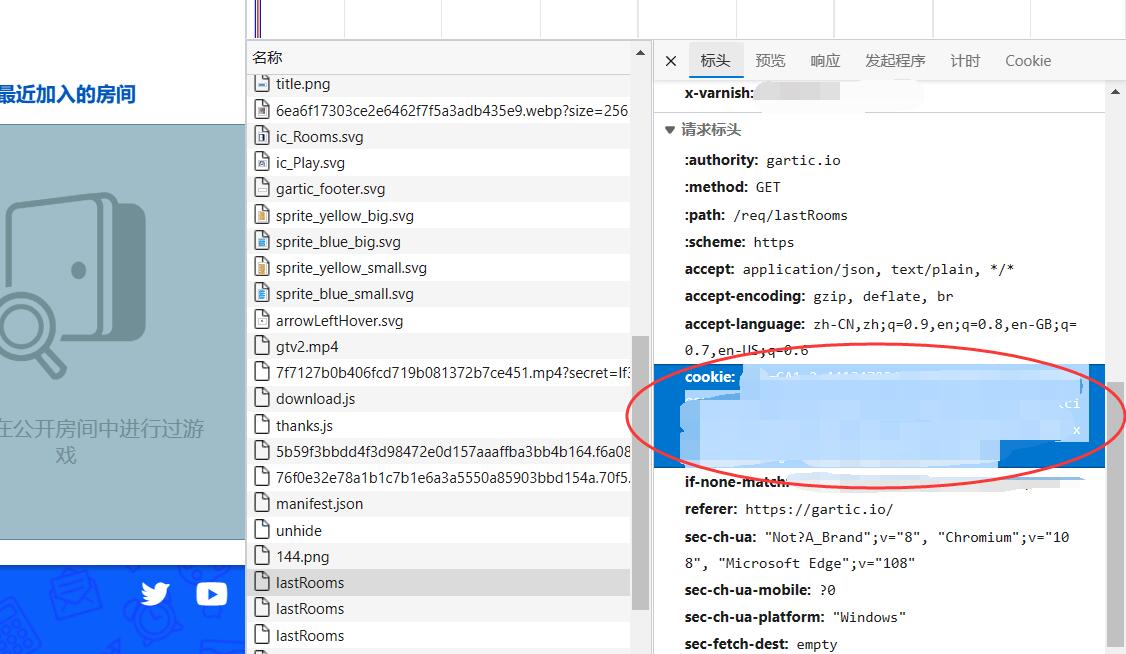 最近加入的房间
在公开房间中进行过游
戏
名称
title.png
6ea6f17303ce2e6462f7f5a3adb435e9.webp?size=256
ic_Rooms.svg
ic_Play.svg
gartic_footer.svg
sprite_yellow_big.svg
sprite_blue_big.svg
sprite_yellow_small.svg
sprite_blue_small.svg
arrowLeftHover.svg
gtv2.mp4
7f7127b0b406fcd719b081372b7ce451.mp4?secret=
download.js
thanks.js
5b59f3bbdd4f3d98472e0d157aaaffba3bb4b164.f6a08
76f0e32e78a1b1c7b1e6a3a5550a85903bbd154a.70f5.
manifest.json
unhide
144.png
lastRooms
lastRooms
lastRooms
标头 预览 响应 发起程序 计时 Cookie
x-varnish:
请求标头
:authority: gartic.io
:method: GET
:path: /req/lastRooms
:scheme: https
accept: application/json, text/plain, */*
accept-encoding: gzip, deflate, br
accept-language: zh-CN,zh;q=0.9,en;q=0.8,en-GB;q=
0.7,en-US;q=0.6
cookie:
if-none-match:
referer: https://gartic.io/
sec-ch-ua: "Not?A_Brand";v="8", "Chromium";v="10
8", "Microsoft Edge";v="108"
sec-ch-ua-mobile: ?0
sec-ch-ua-platform: "Windows"
sec-fetch-dest: empty